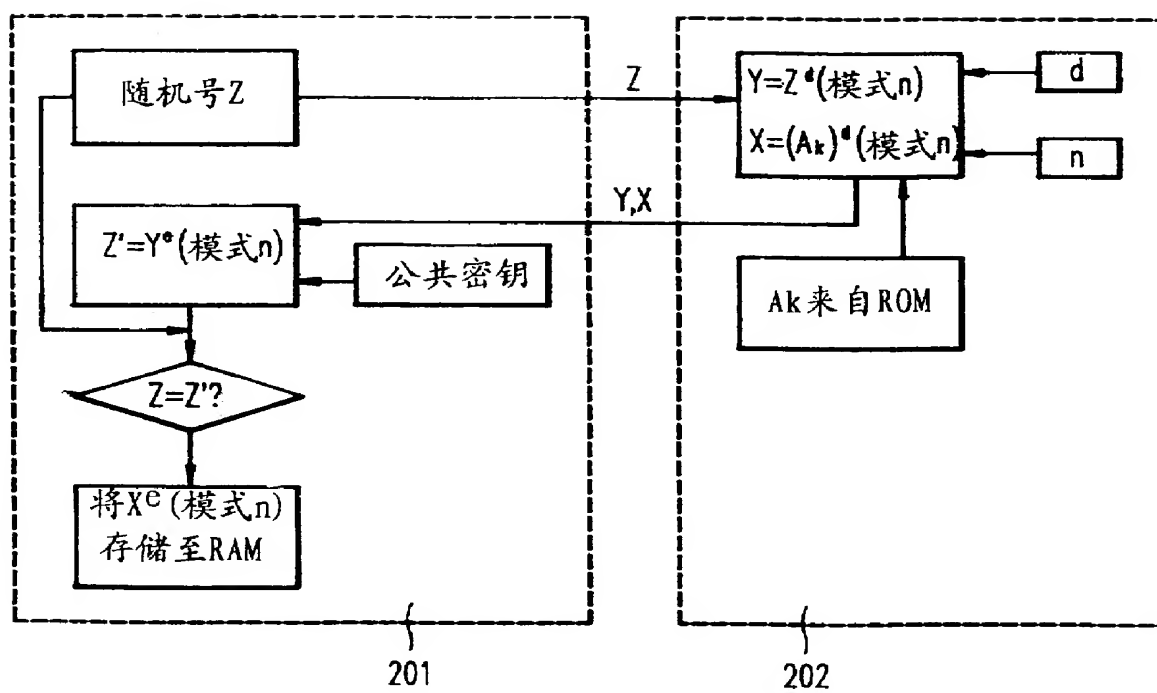 随机号Z
Z
Y=Z^d(模式n)
X=(Ak)^d(模式n)
d
n
Y,X
Z'=Y^e(模式n)
公共密钥
Ak来自ROM
Z=Z'?
将X^e(模式n)
存储至RAM
201
202